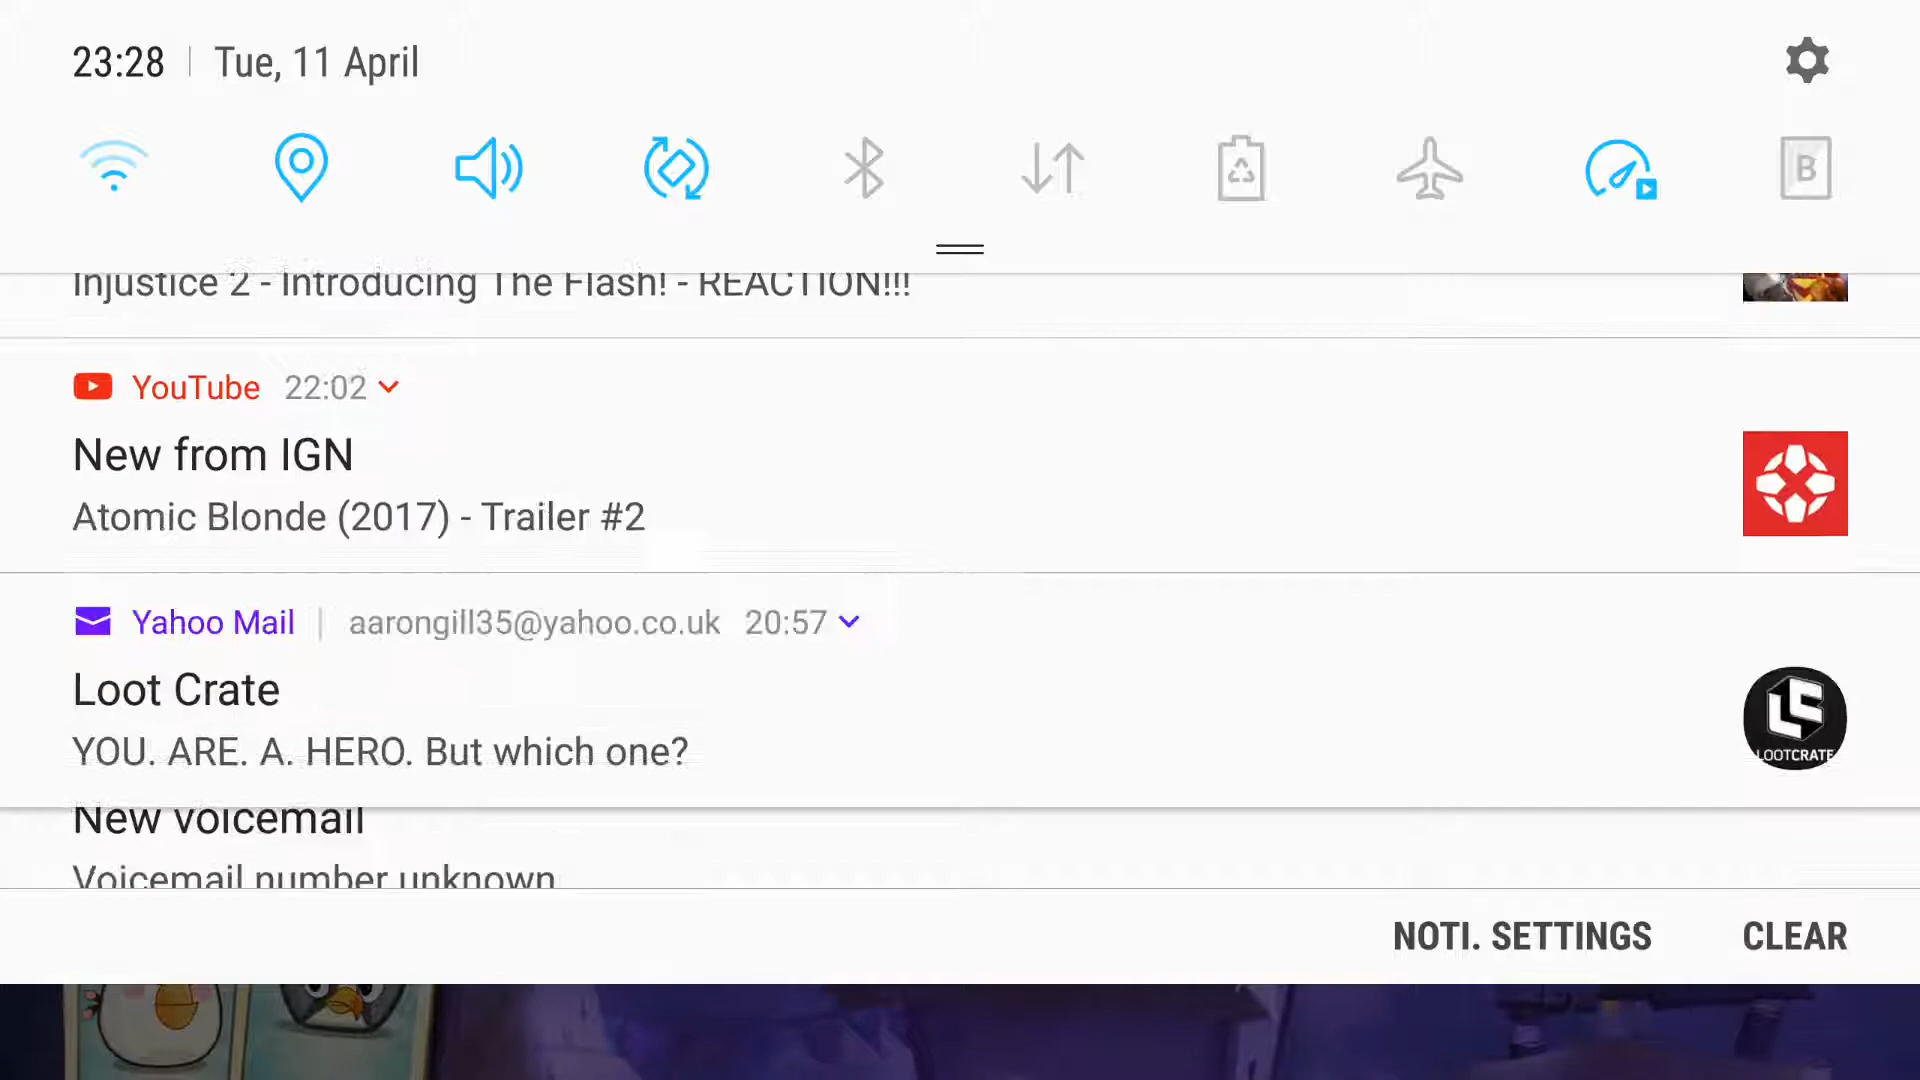 23:28 | Tue, 11 April
B
Injustice 2 - Introducing The Flash! - REACTION!!!
YouTube 22:02
New from IGN
Atomic Blonde (2017) - Trailer #2
Yahoo Mail | aarongill35@yahoo.co.uk 20:57
Loot Crate
YOU. ARE. A. HERO. But which one?
LOOTCRATE
New voicemail
Voicemail number unknown
NOTI. SETTINGS CLEAR